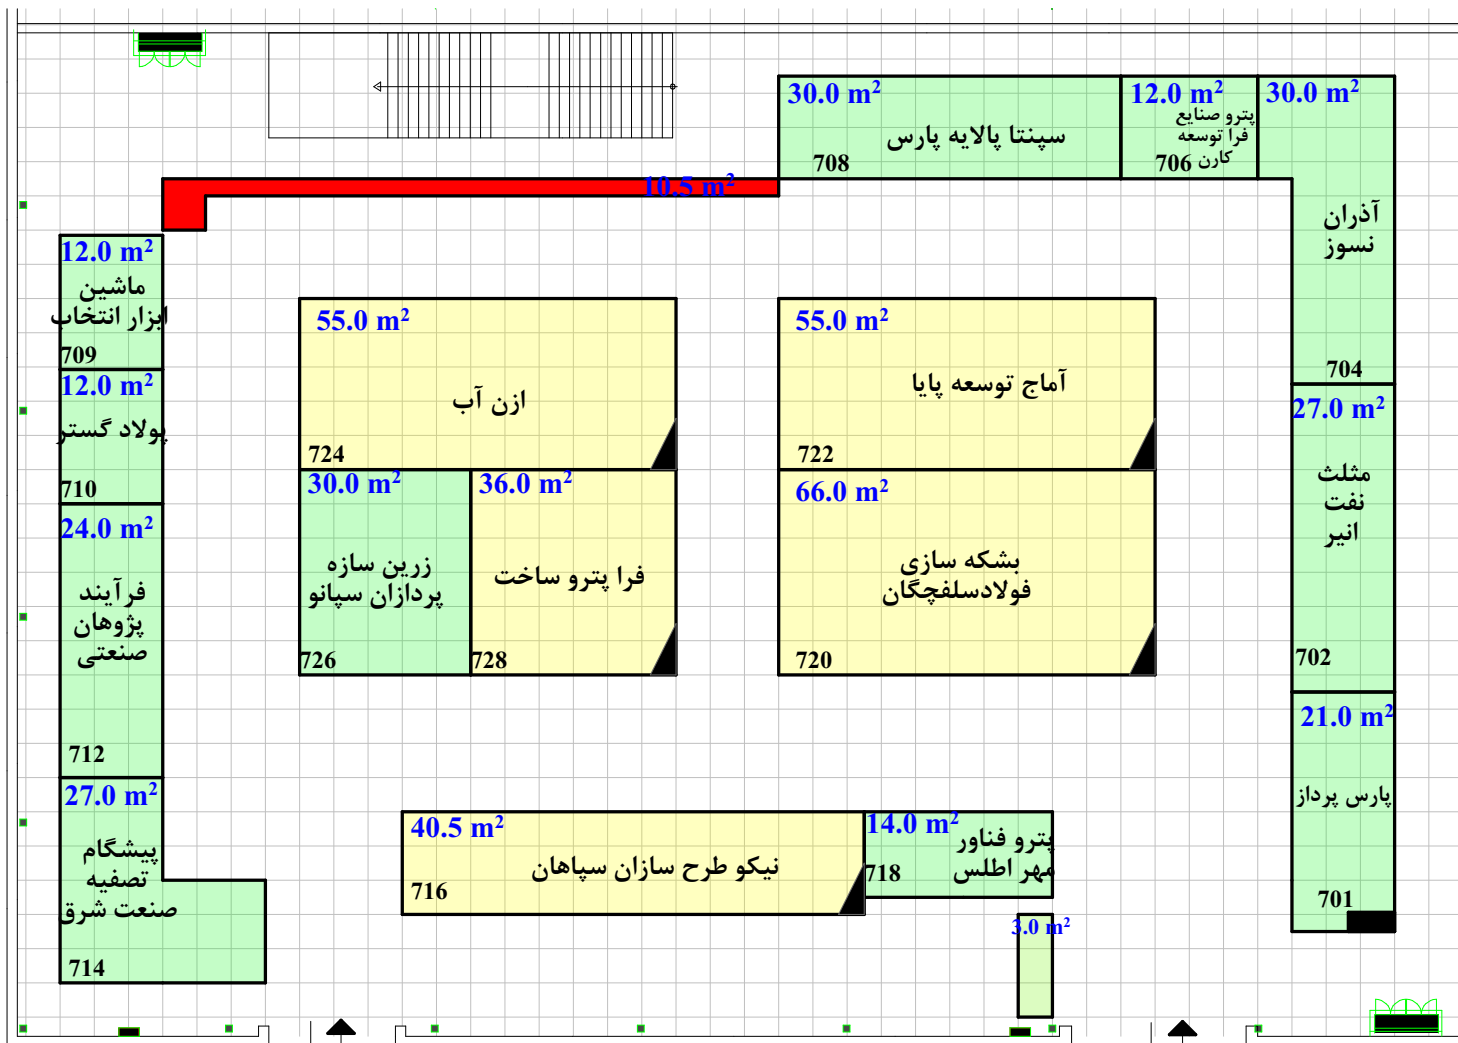 30.0 m²
سپنتا پالایه پارس
708
12.0 m²
پترو صنایع
فرا توسعه
کارن
706
30.0 m²
آذران
نسوز
704
10.5 m²
12.0 m²
ماشین
ابزار انتخاب
709
12.0 m²
پولاد گستر
710
24.0 m²
فرآیند
پژوهان
صنعتی
712
27.0 m²
پیشگام
تصفیه
صنعت شرق
714
55.0 m²
ازن آب
724
30.0 m²
زرین سازه
پردازان سپانو
726
36.0 m²
فرا پترو ساخت
728
55.0 m²
آماج توسعه پایا
722
66.0 m²
بشکه سازی
فولادسلفچگان
720
27.0 m²
مثلث
نفت
انیر
702
21.0 m²
پارس پرداز
701
40.5 m²
نیکو طرح سازان سپاهان
716
14.0 m²
پترو فناور
مهر اطلس
718
3.0 m²